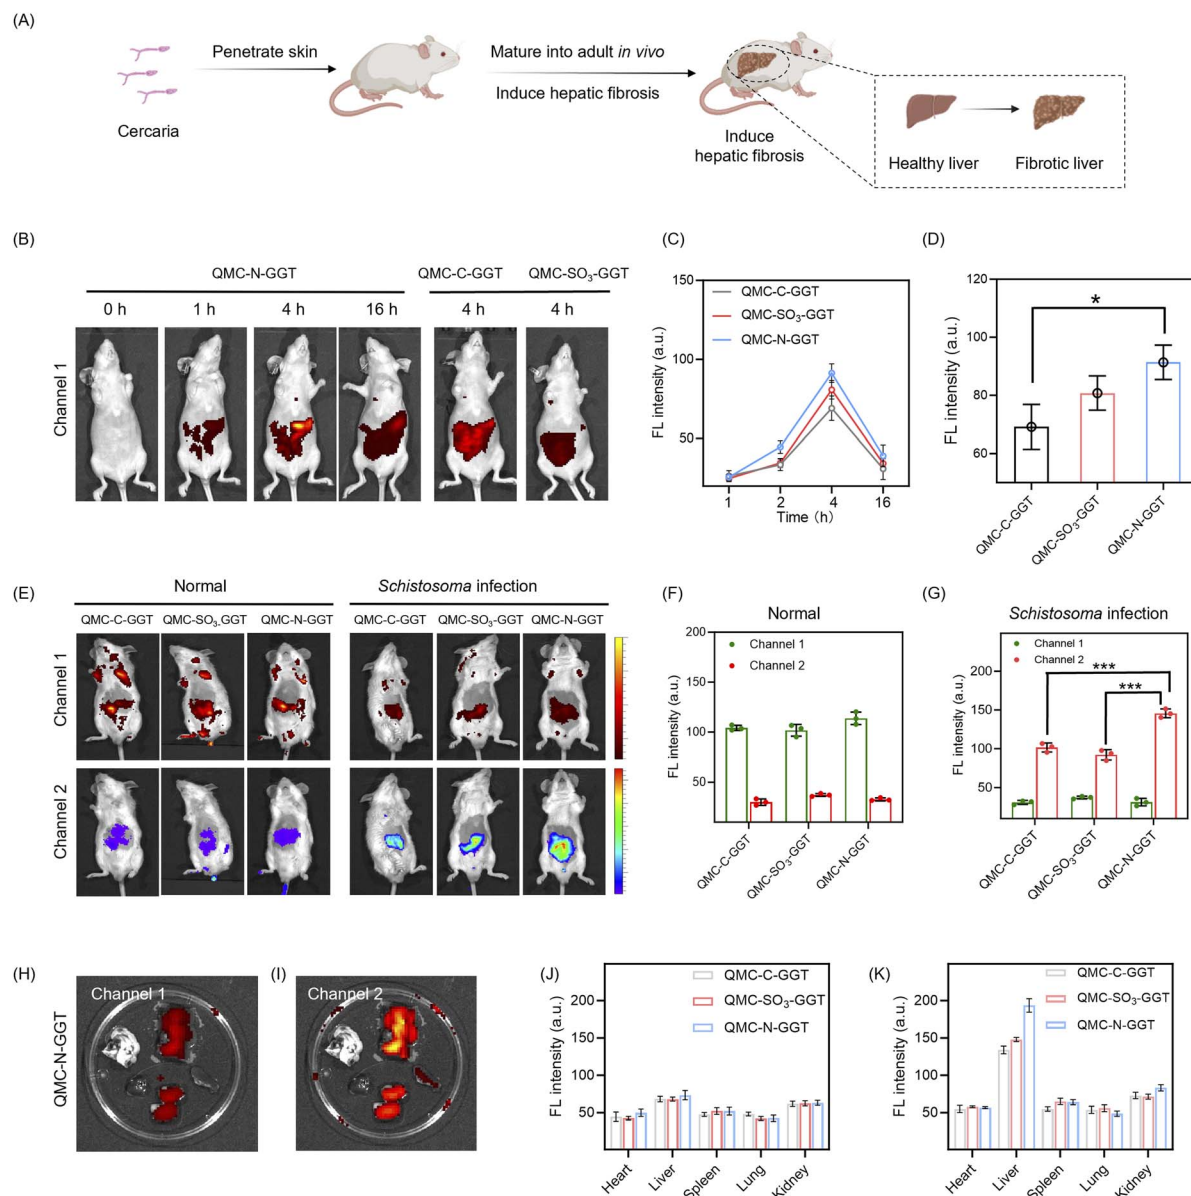 (A)
Penetrate skin
Mature into adult in vivo
Induce hepatic fibrosis
Cercaria
Induce
hepatic fibrosis
Healthy liver
Fibrotic liver
(B)
QMC-N-GGT
QMC-C-GGT
QMC-SO₃-GGT
0 h
1 h
4 h
16 h
4 h
4 h
Channel 1
(C)
FL intensity (a.u.)
150
100
50
QMC-C-GGT
QMC-SO₃-GGT
QMC-N-GGT
1
2
4
16
Time (h)
(D)
FL intensity (a.u.)
120
100
80
60
*
QMC-C-GGT
QMC-SO₃-GGT
QMC-N-GGT
(E)
Normal
Schistosoma infection
QMC-C-GGT
QMC-SO₃-GGT
QMC-N-GGT
QMC-C-GGT
QMC-SO₃-GGT
QMC-N-GGT
Channel 1
Channel 2
(F)
Normal
FL intensity (a.u.)
200
150
100
50
Channel 1
Channel 2
QMC-C-GGT
QMC-SO₃-GGT
QMC-N-GGT
(G)
Schistosoma infection
FL intensity (a.u.)
200
150
100
50
Channel 1
Channel 2
***
***
QMC-C-GGT
QMC-SO₃-GGT
QMC-N-GGT
(H)
QMC-N-GGT
Channel 1
(I)
Channel 2
(J)
FL intensity (a.u.)
200
150
100
50
QMC-C-GGT
QMC-SO₃-GGT
QMC-N-GGT
Heart
Liver
Spleen
Lung
Kidney
(K)
FL intensity (a.u.)
200
150
100
50
QMC-C-GGT
QMC-SO₃-GGT
QMC-N-GGT
Heart
Liver
Spleen
Lung
Kidney